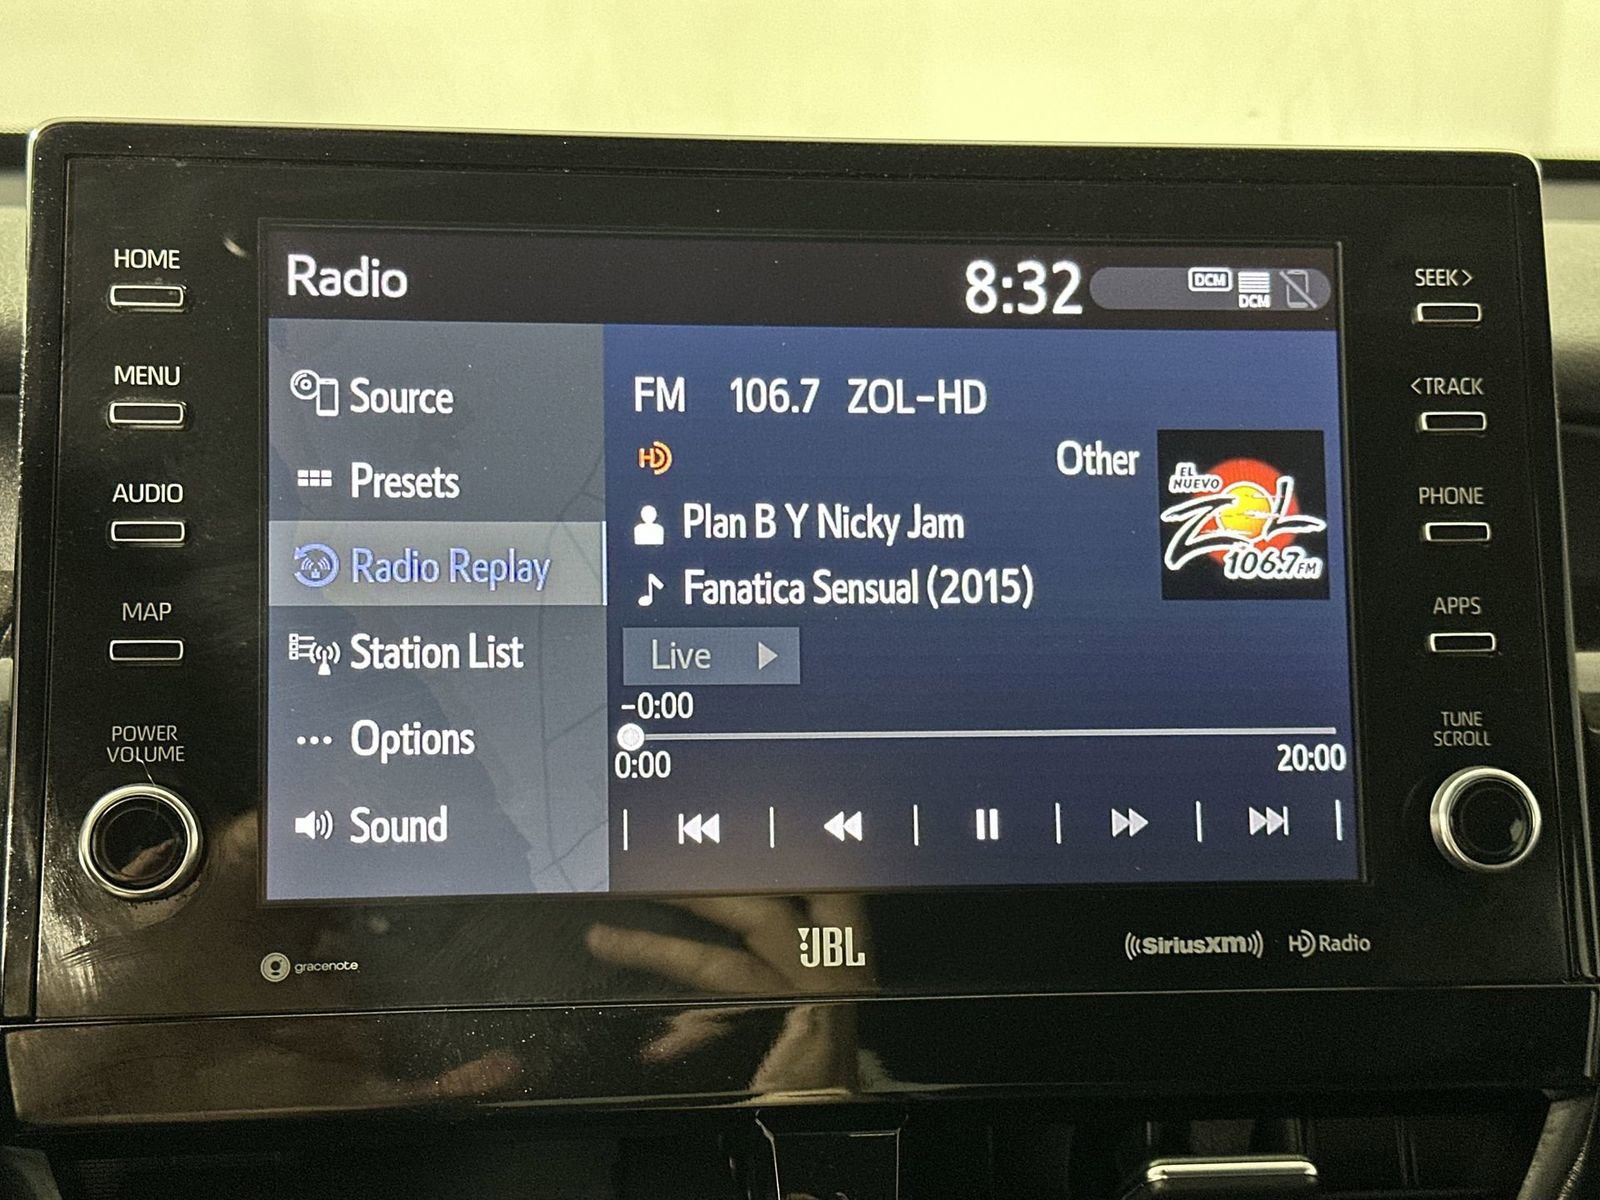 HOME
MENU
AUDIO
MAP
POWER
VOLUME
Radio
8:32
DCM
DCM
Source
Presets
Radio Replay
Station List
Options
Sound
FM 106.7 ZOL-HD
HD
Other
Plan B Y Nicky Jam
Fanatica Sensual (2015)
EL
NUEVO
ZOL
106.7FM
Live
-0:00
0:00
20:00
SEEK>
<TRACK
PHONE
APPS
TUNE
SCROLL
gracenote
JBL
((SiriusXM))
HD Radio